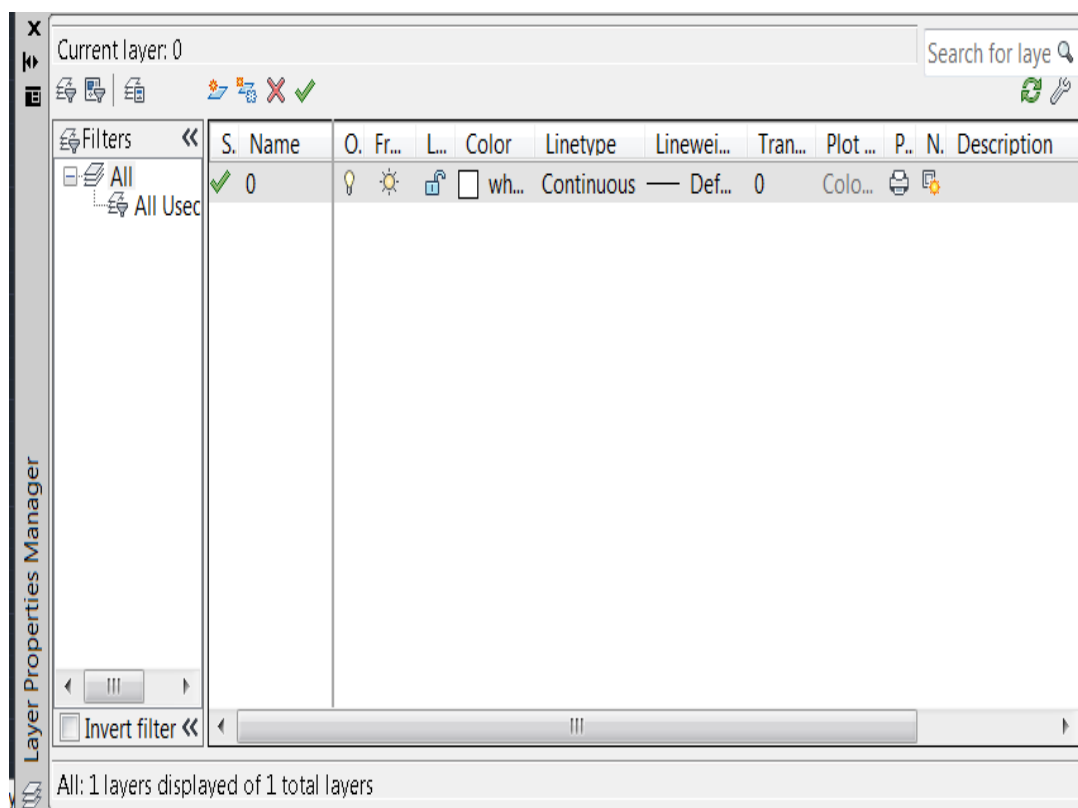 Current layer: 0
Search for laye
Filters
S. Name O. Fr... L... Color Linetype Linewei... Tran... Plot ... P.. N. Description
All
0 wh... Continuous Def... 0 Colo...
All Usec
Invert filter
All: 1 layers displayed of 1 total layers
Layer Properties Manager